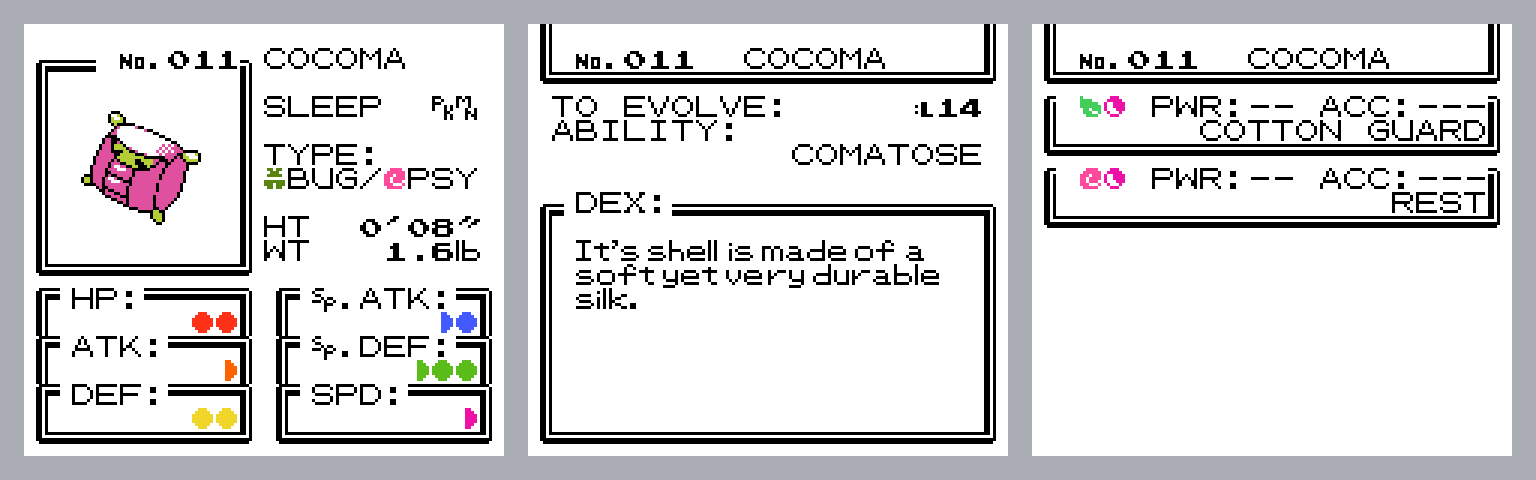 No.011 COCOMA
SLEEP PKMN
TYPE:
BUG/PSY
HT 0'08"
WT 1.6lb
HP:
ATK:
DEF:
Sp.ATK:
Sp.DEF:
SPD:
No.011 COCOMA
TO EVOLVE: :L14
ABILITY:
COMATOSE
DEX:
It's shell is made of a
soft yet very durable
silk.
No.011 COCOMA
PWR:-- ACC:---
COTTON GUARD
PWR:-- ACC:---
REST